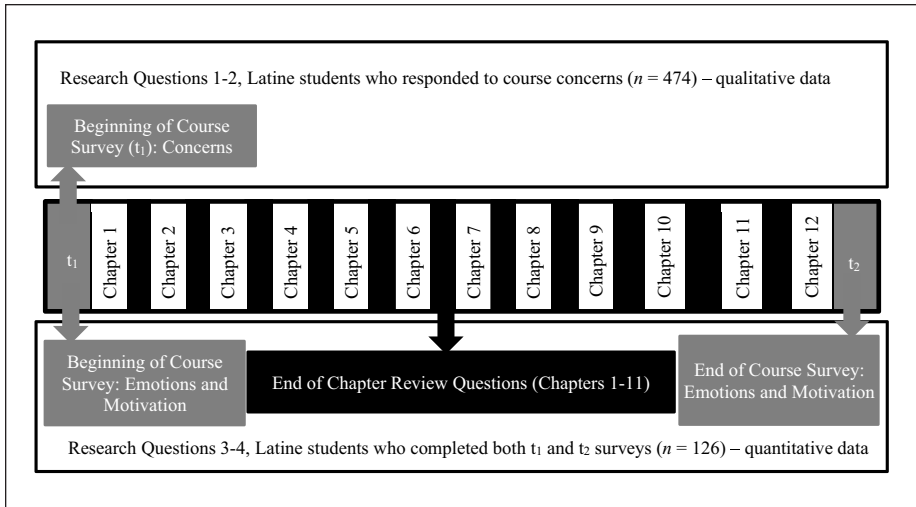 Research Questions 1-2, Latine students who responded to course concerns (n = 474) – qualitative data
Beginning of Course
Survey (t₁): Concerns
t₁
Chapter 1
Chapter 2
Chapter 3
Chapter 4
Chapter 5
Chapter 6
Chapter 7
Chapter 8
Chapter 9
Chapter 10
Chapter 11
Chapter 12
t₂
Beginning of Course
Survey: Emotions and
Motivation
End of Chapter Review Questions (Chapters 1-11)
End of Course Survey:
Emotions and Motivation
Research Questions 3-4, Latine students who completed both t₁ and t₂ surveys (n = 126) – quantitative data